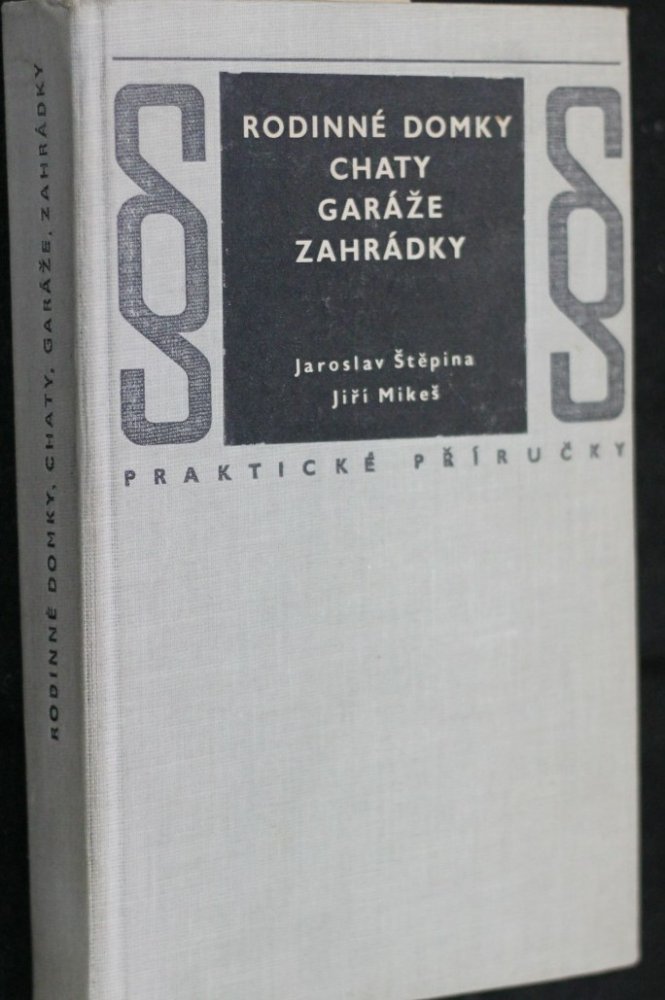 RODINNÉ DOMKY, CHATY, GARÁŽE, ZAHRÁDKY
§ §
RODINNÉ DOMKY
CHATY
GARÁŽE
ZAHRÁDKY
Jaroslav Štěpina
Jiří Mikeš
PRAKTICKÉ PŘÍRUČKY